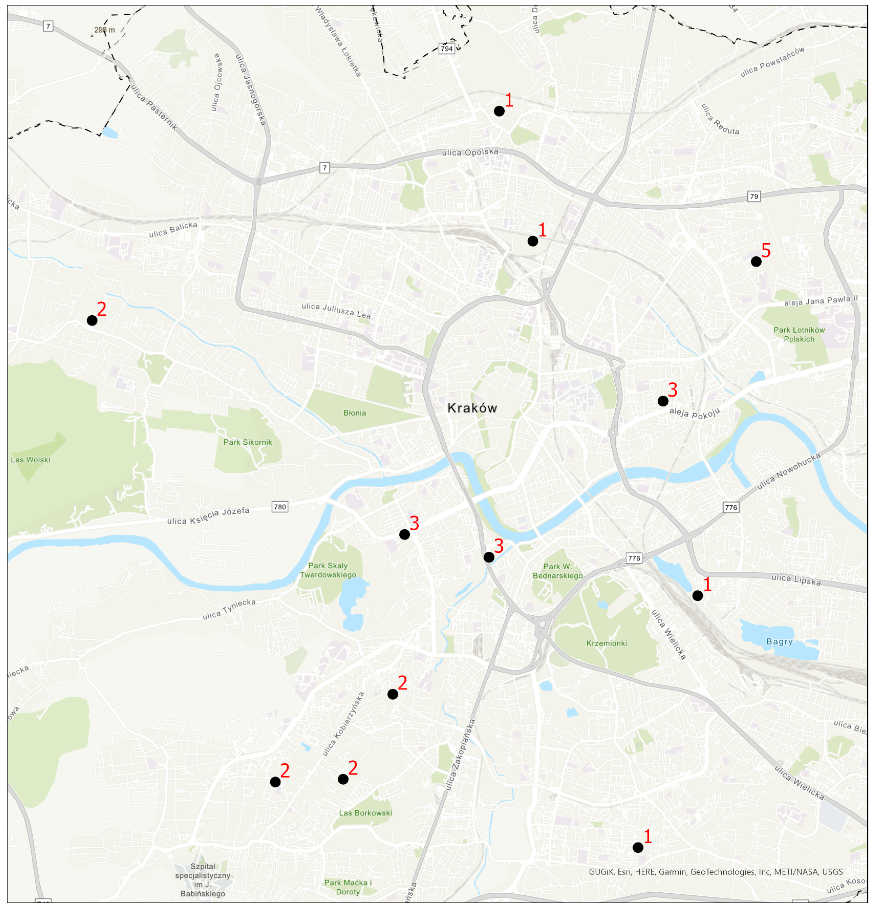 7
298 m
ulica Pasternik
ulica Ojcowska
ulica Jasnogórska
Władysława Łokietka
794
ulica Powstańców
ulica Reduta
1
ulica Opolska
7
79
ulica Balicka
1
5
2
ulica Juliusza Lea
aleja Jana Pawła II
Park Lotników
Polskich
3
Kraków
Błonia
aleja Pokoju
Park Sikornik
Las Wolski
ulica Nowohucka
780
ulica Księcia Józefa
776
3
3
776
Park Skały
Twardowskiego
Park W.
Bednarskiego
ulica Lipska
1
ulica Tyniecka
ulica Wielicka
Krzemionki
Bagry
2
ulica Kobierzyńska
ulica Zakopiańska
2
2
ulica Wielicka
Las Borkowski
1
Szpital
specjalistyczny
im J.
Babińskiego
Park Maćka i
Doroty
GUGiK, Esri, HERE, Garmin, GeoTechnologies, Inc, METI/NASA, USGS